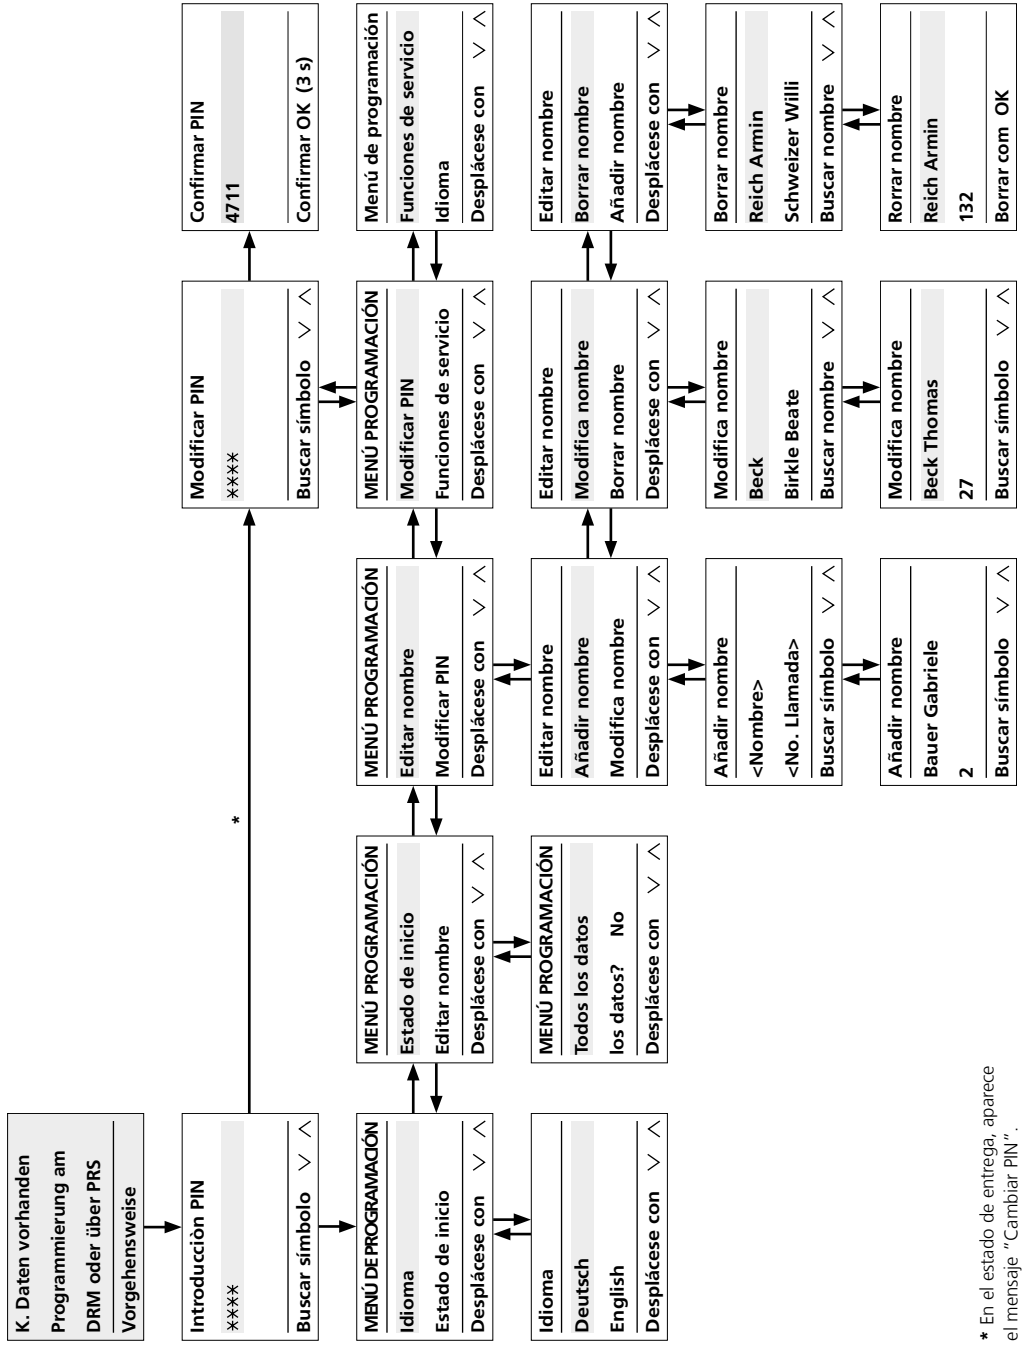 K. Daten vorhanden
Programmierung am
DRM oder über PRS
Vorgehensweise
Introducciòn PIN
****
Buscar símbolo
*
Modificar PIN
****
Buscar símbolo
Confirmar PIN
4711
Confirmar OK (3 s)
MENÚ DE PROGRAMACIÓN
Idioma
Estado de inicio
Desplácese con
MENÚ PROGRAMACIÓN
Estado de inicio
Editar nombre
Desplácese con
MENÚ PROGRAMACIÓN
Editar nombre
Modificar PIN
Desplácese con
MENÚ PROGRAMACIÓN
Modificar PIN
Funciones de servicio
Desplácese con
Menú de programación
Funciones de servicio
Idioma
Desplácese con
Idioma
Deutsch
English
Desplácese con
MENÚ PROGRAMACIÓN
Todos los datos
los datos? No
Desplácese con
Editar nombre
Añadir nombre
Modifica nombre
Desplácese con
Editar nombre
Modifica nombre
Borrar nombre
Desplácese con
Editar nombre
Borrar nombre
Añadir nombre
Desplácese con
Añadir nombre
<Nombre>
<No. Llamada>
Buscar símbolo
Modifica nombre
Beck
Birkle Beate
Buscar nombre
Borrar nombre
Reich Armin
Schweizer Willi
Buscar nombre
Añadir nombre
Bauer Gabriele
2
Buscar símbolo
Modifica nombre
Beck Thomas
27
Buscar símbolo
Rorrar nombre
Reich Armin
132
Borrar com OK
* En el estado de entrega, aparece
el mensaje "Cambiar PIN".